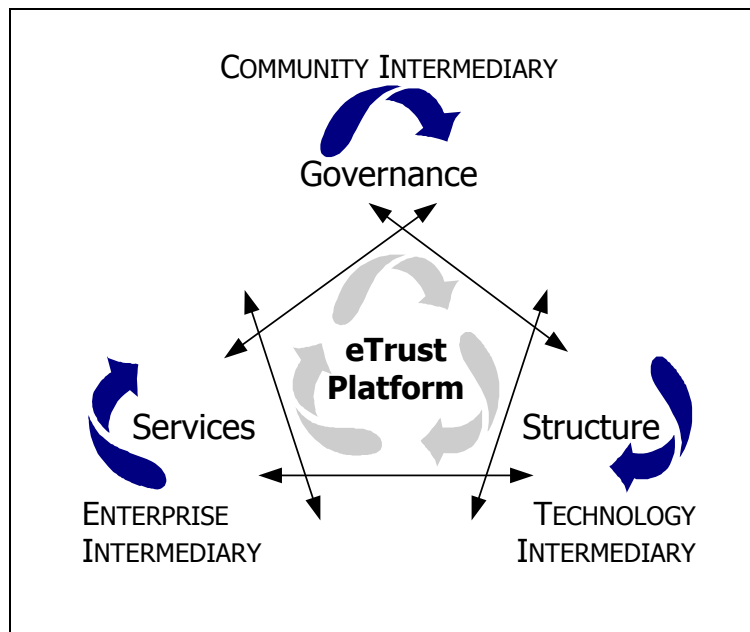 COMMUNITY INTERMEDIARY
Governance
eTrust
Platform
Services
Structure
ENTERPRISE
INTERMEDIARY
TECHNOLOGY
INTERMEDIARY